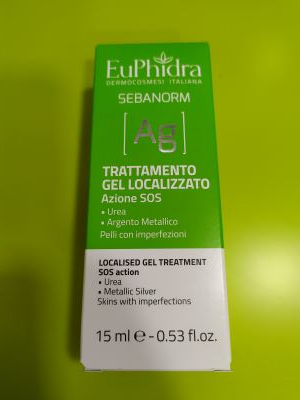 EuPhidra
DERMOCOSMESI ITALIANA
SEBANORM
[Ag]
TRATTAMENTO
GEL LOCALIZZATO
Azione SOS
• Urea
• Argento Metallico
Pelli con imperfezioni
LOCALISED GEL TREATMENT
SOS action
• Urea
• Metallic Silver
Skins with imperfections
15 ml ℮ - 0.53 fl.oz.